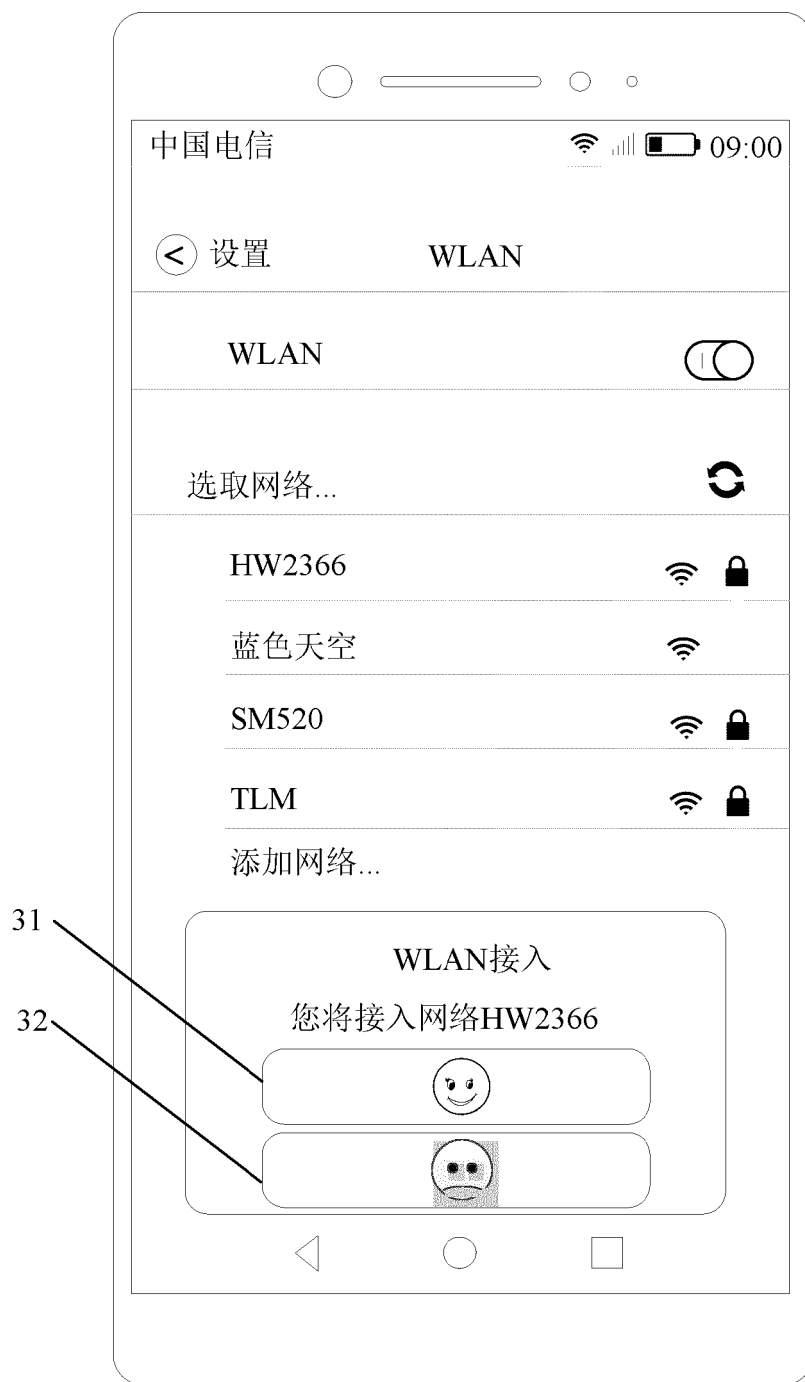 中国电信 09:00
设置 WLAN
WLAN
选取网络...
HW2366
蓝色天空
SM520
TLM
添加网络...
31
WLAN接入
32
您将接入网络HW2366